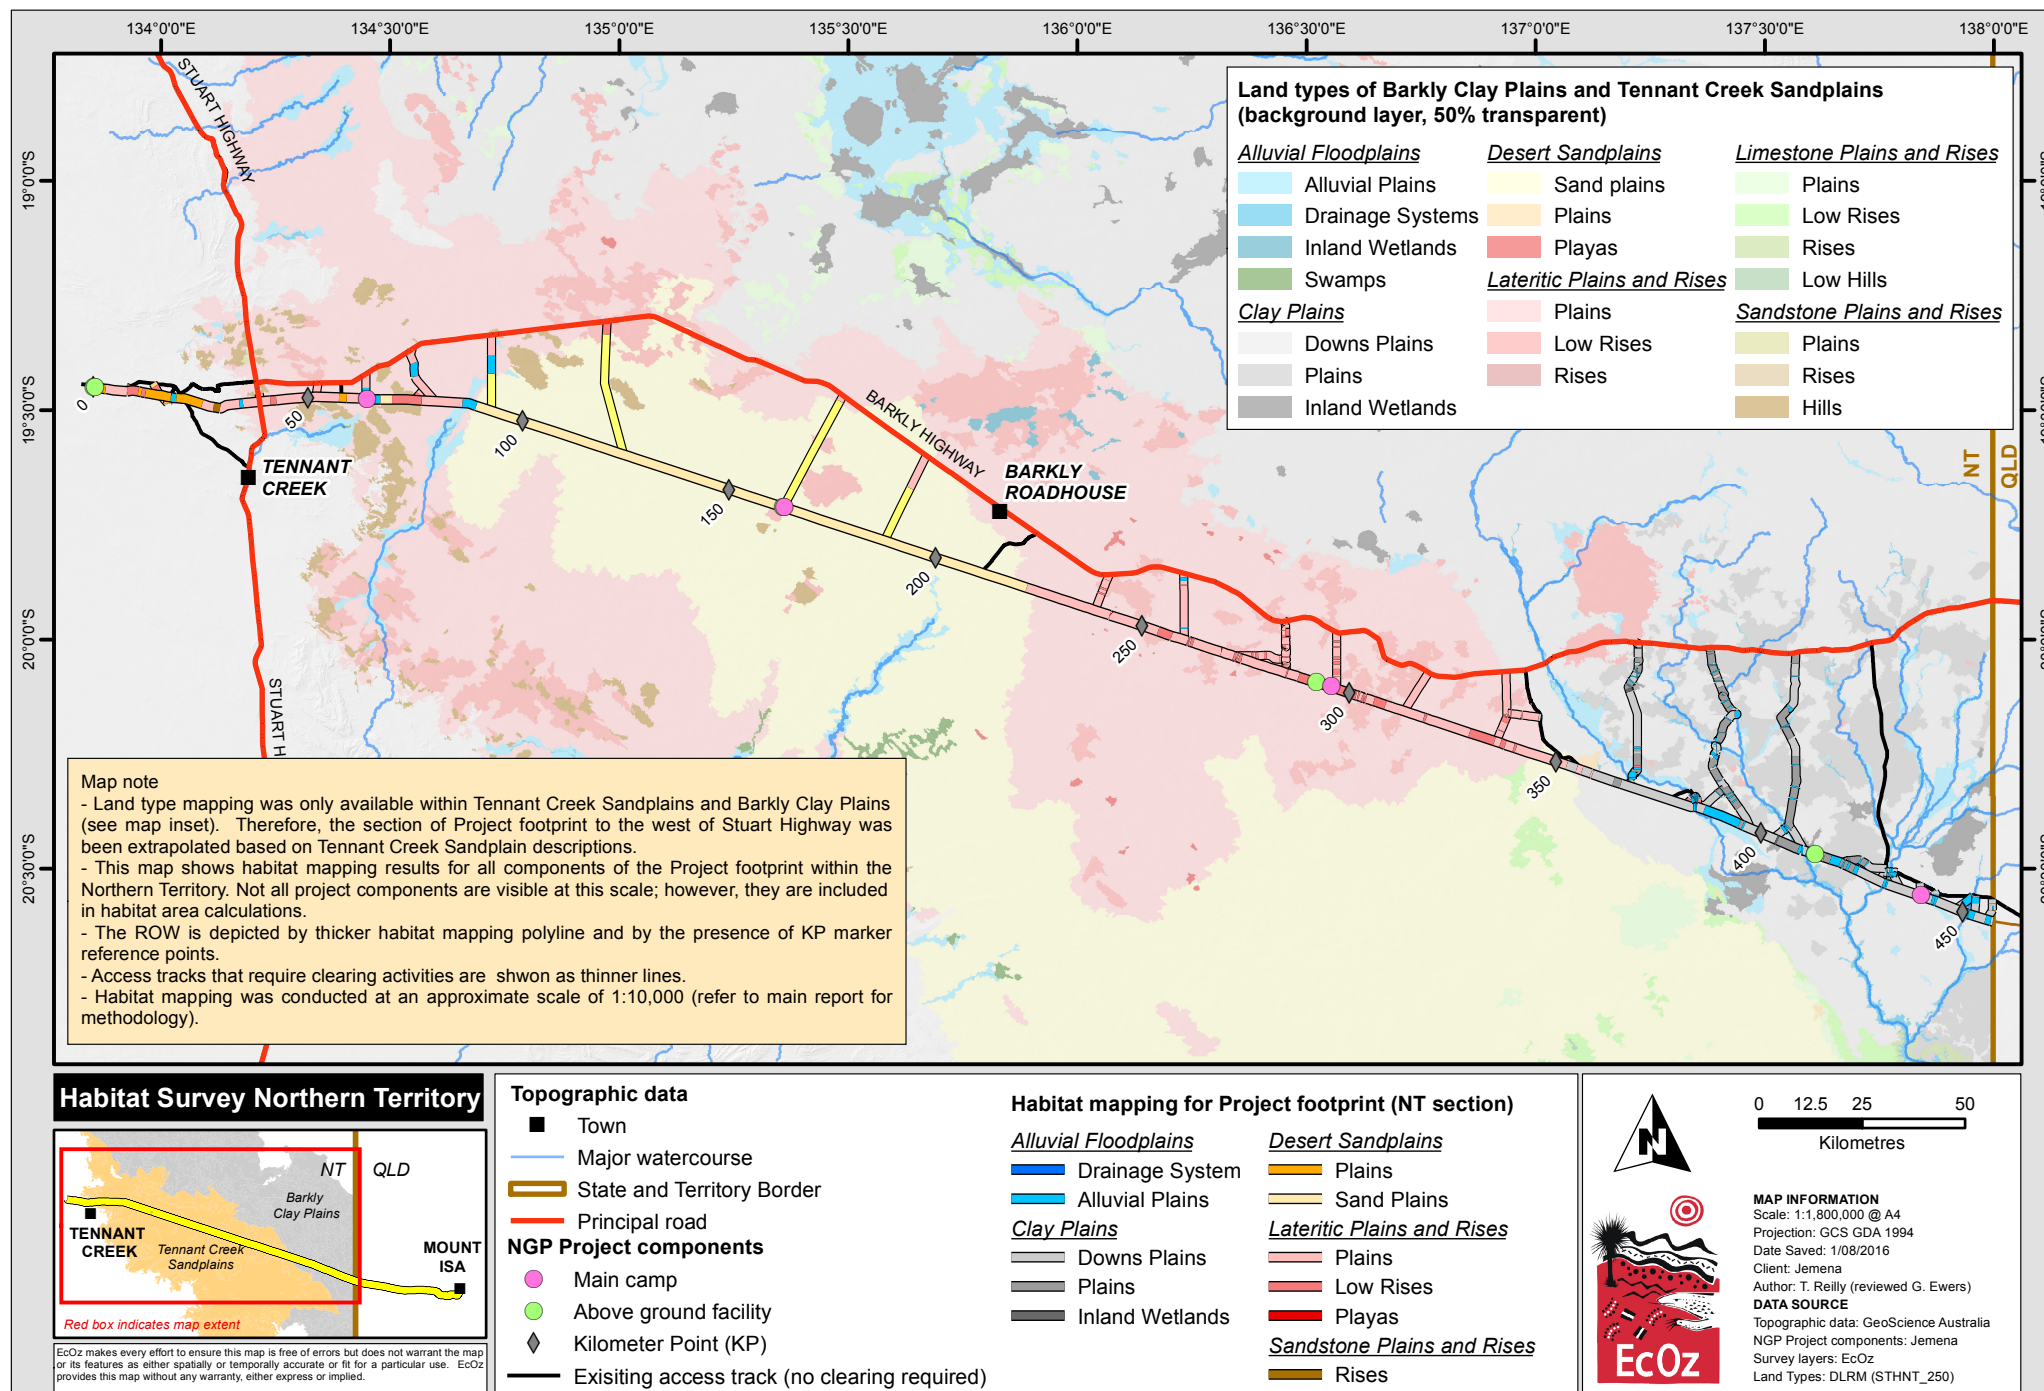 134°0'0"E 134°30'0"E 135°0'0"E 135°30'0"E 136°0'0"E 136°30'0"E 137°0'0"E 137°30'0"E 138°0'0"E
19°0'0"S
19°30'0"S
20°0'0"S
20°30'0"S
STUART HIGHWAY
STUART H
BARKLY HIGHWAY
TENNANT
CREEK
BARKLY
ROADHOUSE
NT
QLD
0
50
100
150
200
250
300
350
400
450
Land types of Barkly Clay Plains and Tennant Creek Sandplains
(background layer, 50% transparent)
Alluvial Floodplains
Alluvial Plains
Drainage Systems
Inland Wetlands
Swamps
Clay Plains
Downs Plains
Plains
Inland Wetlands
Desert Sandplains
Sand plains
Plains
Playas
Lateritic Plains and Rises
Plains
Low Rises
Rises
Limestone Plains and Rises
Plains
Low Rises
Rises
Low Hills
Sandstone Plains and Rises
Plains
Rises
Hills
Map note
- Land type mapping was only available within Tennant Creek Sandplains and Barkly Clay Plains
(see map inset). Therefore, the section of Project footprint to the west of Stuart Highway was
been extrapolated based on Tennant Creek Sandplain descriptions.
- This map shows habitat mapping results for all components of the Project footprint within the
Northern Territory. Not all project components are visible at this scale; however, they are included
in habitat area calculations.
- The ROW is depicted by thicker habitat mapping polyline and by the presence of KP marker
reference points.
- Access tracks that require clearing activities are shwon as thinner lines.
- Habitat mapping was conducted at an approximate scale of 1:10,000 (refer to main report for
methodology).
Habitat Survey Northern Territory
NT QLD
Barkly
Clay Plains
TENNANT
CREEK
Tennant Creek
Sandplains
MOUNT
ISA
Red box indicates map extent
EcOz makes every effort to ensure this map is free of errors but does not warrant the map
or its features as either spatially or temporally accurate or fit for a particular use. EcOz
provides this map without any warranty, either express or implied.
Topographic data
Town
Major watercourse
State and Territory Border
Principal road
NGP Project components
Main camp
Above ground facility
Kilometer Point (KP)
Exisiting access track (no clearing required)
Habitat mapping for Project footprint (NT section)
Alluvial Floodplains
Drainage System
Alluvial Plains
Clay Plains
Downs Plains
Plains
Inland Wetlands
Desert Sandplains
Plains
Sand Plains
Lateritic Plains and Rises
Plains
Low Rises
Playas
Sandstone Plains and Rises
Rises
N
0 12.5 25 50
Kilometres
EcOz
MAP INFORMATION
Scale: 1:1,800,000 @ A4
Projection: GCS GDA 1994
Date Saved: 1/08/2016
Client: Jemena
Author: T. Reilly (reviewed G. Ewers)
DATA SOURCE
Topographic data: GeoScience Australia
NGP Project components: Jemena
Survey layers: EcOz
Land Types: DLRM (STHNT_250)